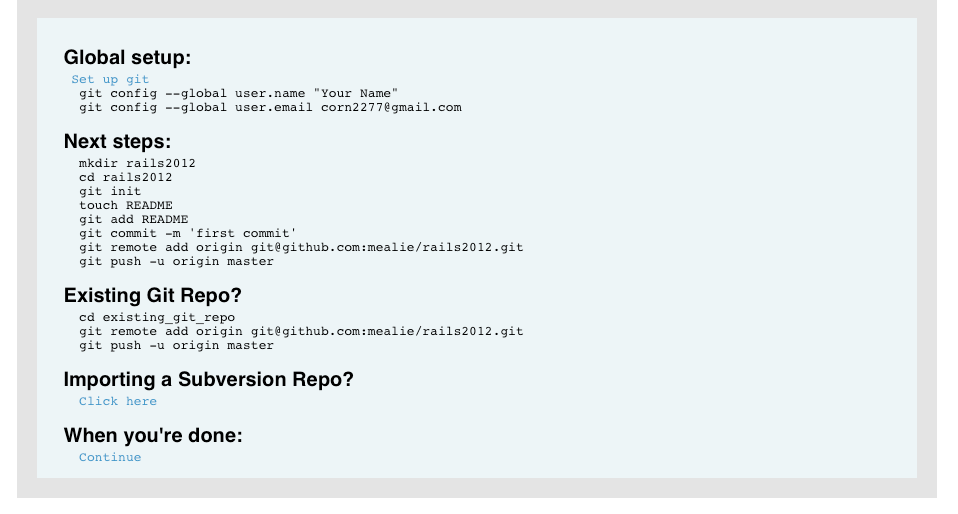 Global setup:
Set up git
git config --global user.name "Your Name"
git config --global user.email corn2277@gmail.com
Next steps:
mkdir rails2012
cd rails2012
git init
touch README
git add README
git commit -m 'first commit'
git remote add origin git@github.com:mealie/rails2012.git
git push -u origin master
Existing Git Repo?
cd existing_git_repo
git remote add origin git@github.com:mealie/rails2012.git
git push -u origin master
Importing a Subversion Repo?
Click here
When you're done:
Continue